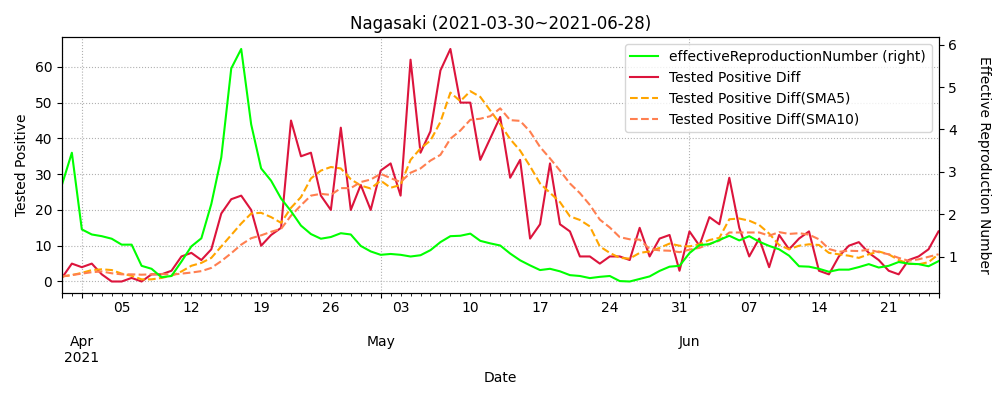 Nagasaki (2021-03-30~2021-06-28)
effectiveReproductionNumber (right)
Tested Positive Diff
Tested Positive Diff(SMA5)
Tested Positive Diff(SMA10)
Tested Positive
60
50
40
30
20
10
0
6
5
4
3
2
1
Effective Reproduction Number
05 12 19 26 03 10 17 24 31 07 14 21
Apr May Jun
2021
Date